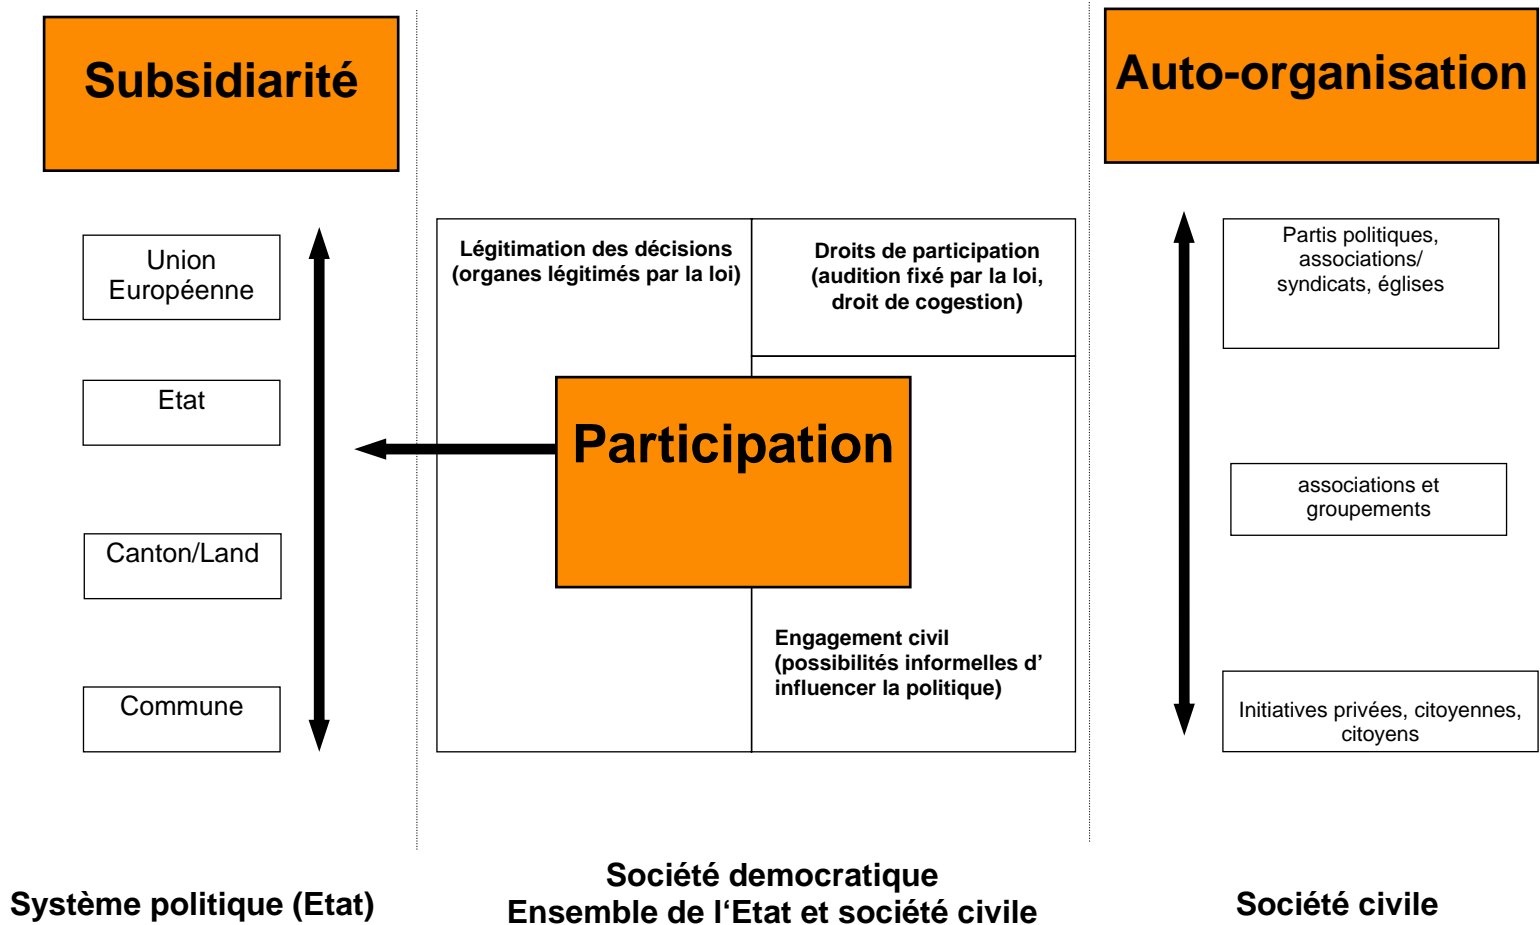 Subsidiarité
Union
Européenne
Etat
Canton/Land
Commune
Système politique (Etat)
Légitimation des décisions
(organes légitimés par la loi)
Droits de participation
(audition fixé par la loi,
droit de cogestion)
Participation
Engagement civil
(possibilités informelles d’
influencer la politique)
Société democratique
Ensemble de l‘Etat et société civile
Auto-organisation
Partis politiques,
associations/
syndicats, églises
associations et
groupements
Initiatives privées, citoyennes,
citoyens
Société civile